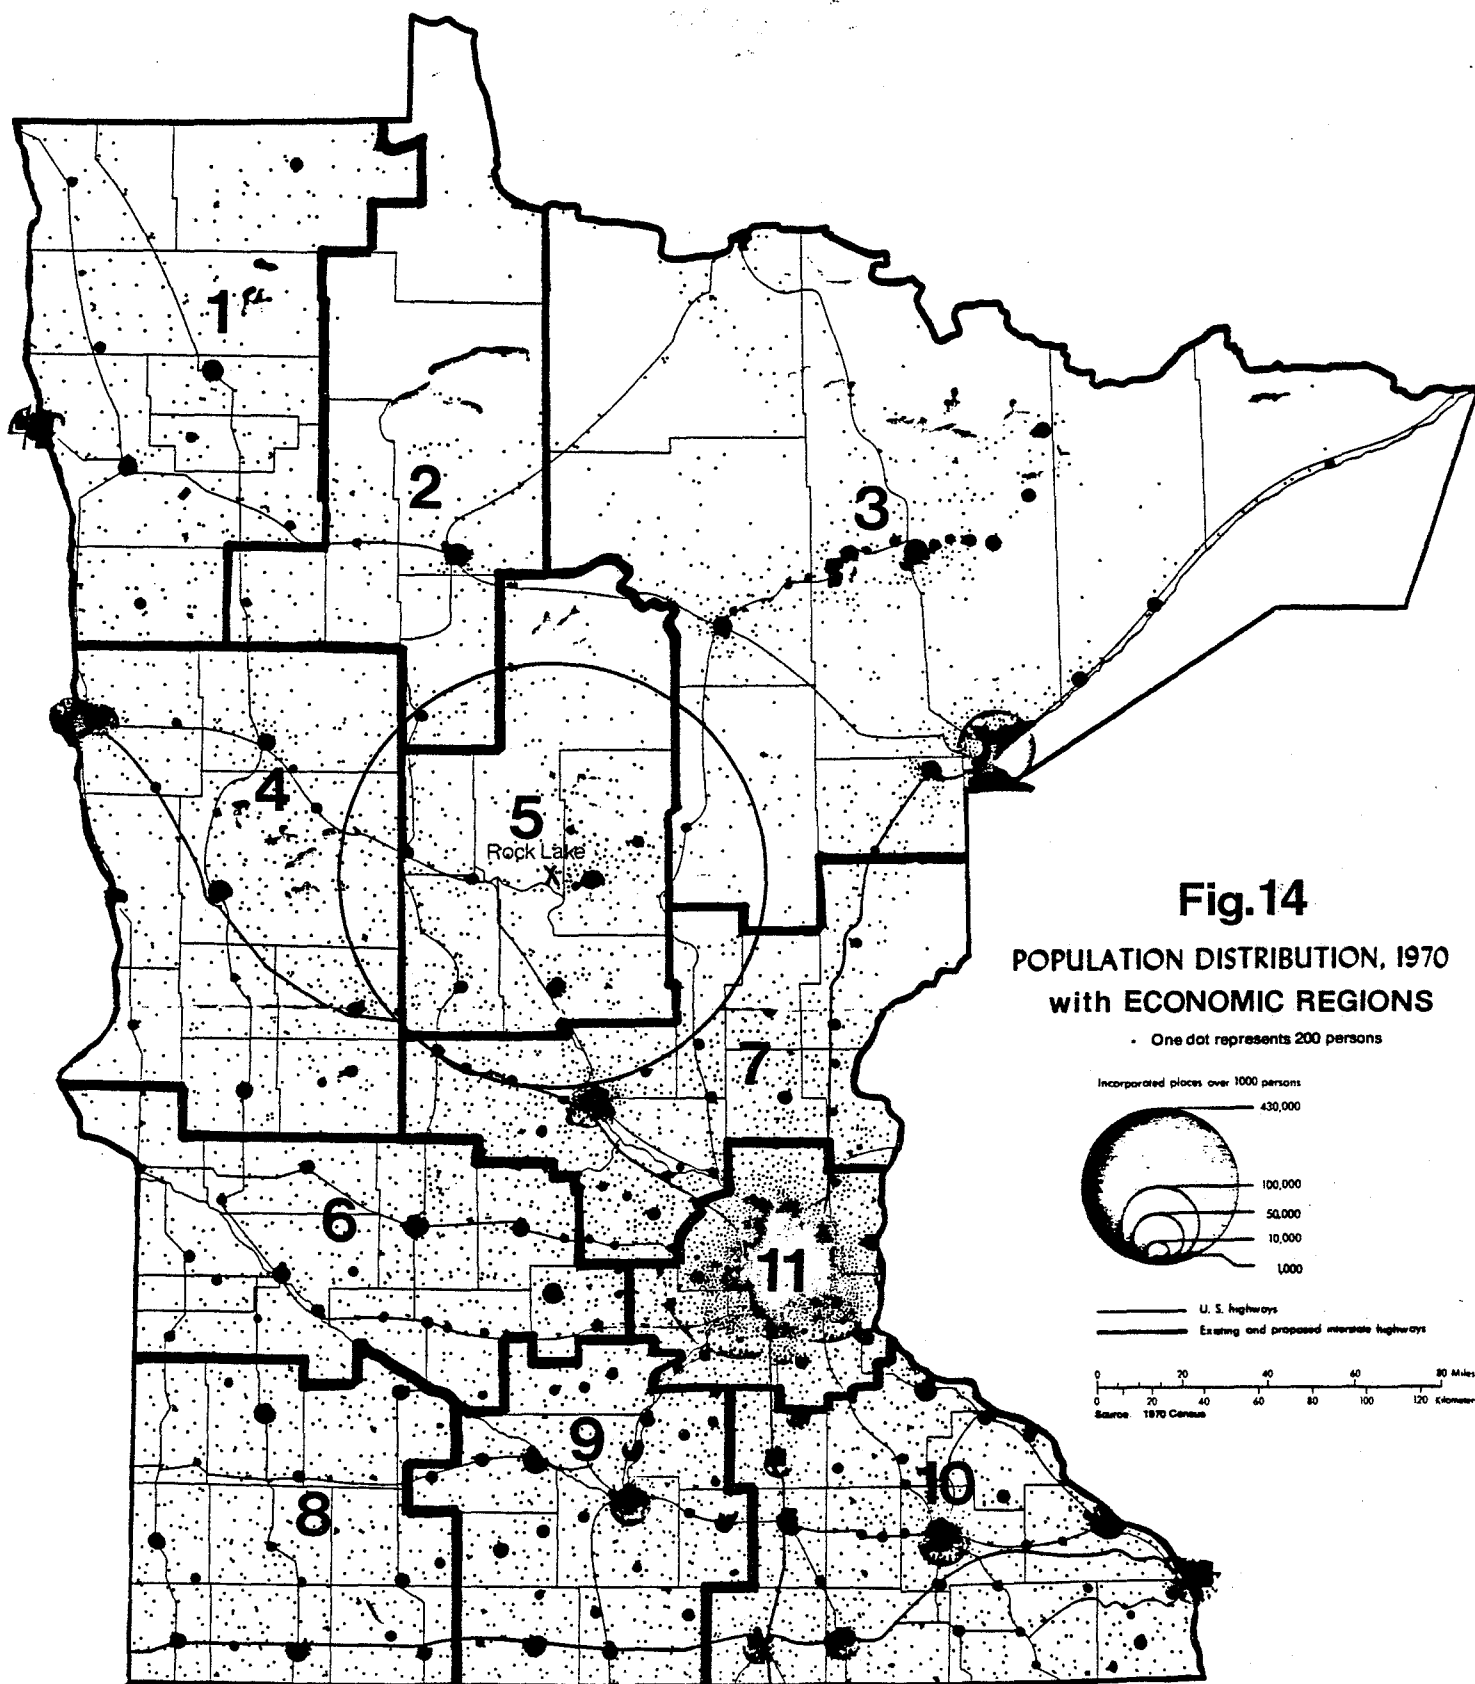 1
2
3
4
5
Rock Lake
X
6
7
8
9
10
11
Fig.14
POPULATION DISTRIBUTION, 1970
with ECONOMIC REGIONS
. One dot represents 200 persons
Incorporated places over 1000 persons
430,000
100,000
50,000
10,000
1,000
U. S. highways
Existing and proposed interstate highways
0 20 40 60 80 Miles
0 20 40 60 80 100 120 Kilometer
Source: 1970 Census